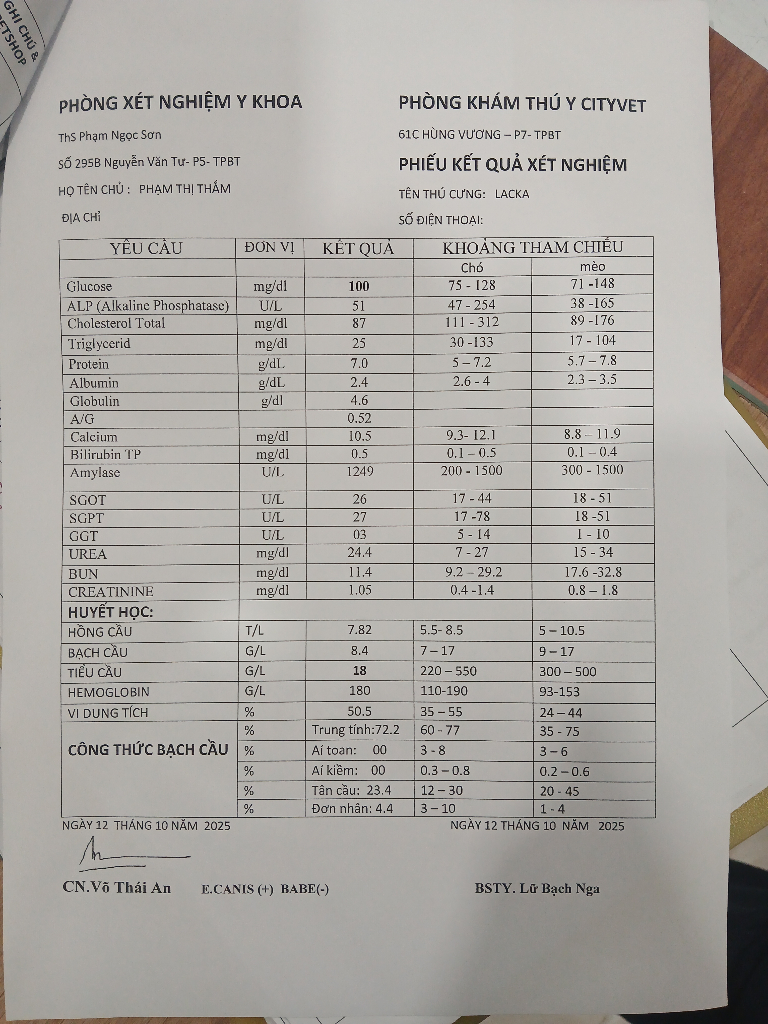 GHI CHÚ &
PETSHOP
PHÒNG XÉT NGHIỆM Y KHOA
PHÒNG KHÁM THÚ Y CITYVET
ThS Phạm Ngọc Sơn
61C HÙNG VƯƠNG – P7- TPBT
SỐ 295B Nguyễn Văn Tư- P5- TPBT
PHIẾU KẾT QUẢ XÉT NGHIỆM
HỌ TÊN CHỦ : PHẠM THỊ THẮM
TÊN THÚ CƯNG: LACKA
ĐỊA CHỈ
SỐ ĐIỆN THOẠI:
YÊU CẦU ĐƠN VỊ KẾT QUẢ KHOẢNG THAM CHIẾU
Chó mèo
Glucose mg/dl 100 75 - 128 71 -148
ALP (Alkaline Phosphatase) U/L 51 47 - 254 38 -165
Cholesterol Total mg/dl 87 111 - 312 89 -176
Triglycerid mg/dl 25 30 -133 17 - 104
Protein g/dL 7.0 5 – 7.2 5.7 – 7.8
Albumin g/dL 2.4 2.6 - 4 2.3 – 3.5
Globulin g/dl 4.6
A/G 0.52
Calcium mg/dl 10.5 9.3- 12.1 8.8 – 11.9
Bilirubin TP mg/dl 0.5 0.1 – 0.5 0.1 – 0.4
Amylase U/L 1249 200 - 1500 300 - 1500
SGOT U/L 26 17 - 44 18 - 51
SGPT U/L 27 17 -78 18 -51
GGT U/L 03 5 - 14 1 - 10
UREA mg/dl 24.4 7 - 27 15 - 34
BUN mg/dl 11.4 9.2 – 29.2 17.6 -32.8
CREATININE mg/dl 1.05 0.4 -1.4 0.8 – 1.8
HUYẾT HỌC:
HỒNG CẦU T/L 7.82 5.5- 8.5 5 – 10.5
BẠCH CẦU G/L 8.4 7 – 17 9 – 17
TIỂU CẦU G/L 18 220 – 550 300 – 500
HEMOGLOBIN G/L 180 110-190 93-153
VI DUNG TÍCH % 50.5 35 – 55 24 – 44
CÔNG THỨC BẠCH CẦU
% Trung tính:72.2 60 - 77 35 - 75
% Aí toan: 00 3 - 8 3 – 6
% Aí kiềm: 00 0.3 – 0.8 0.2 – 0.6
% Tân cầu: 23.4 12 – 30 20 - 45
% Đơn nhân: 4.4 3 – 10 1 - 4
NGÀY 12 THÁNG 10 NĂM 2025
NGÀY 12 THÁNG 10 NĂM 2025
CN.Võ Thái An E.CANIS (+) BABE(-) BSTY. Lữ Bạch Nga